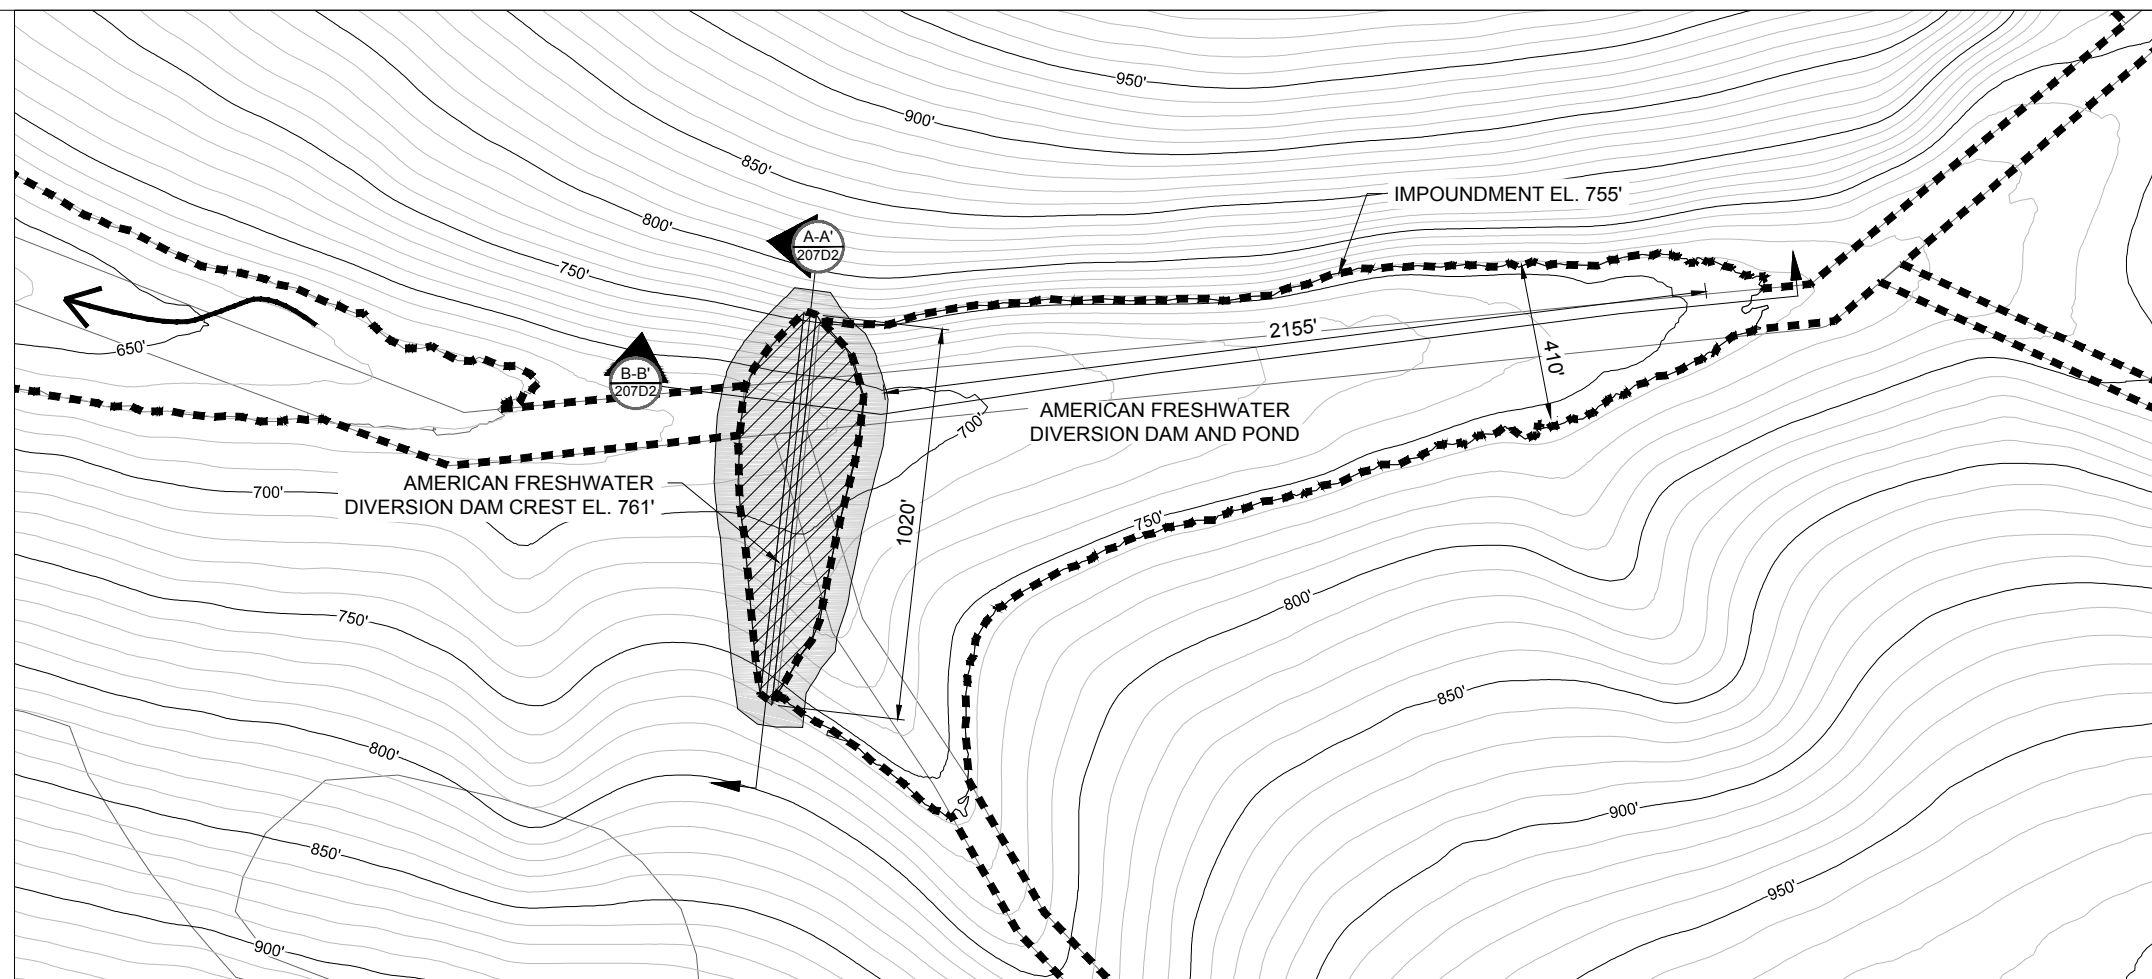 950'
900'
850'
IMPOUNDMENT EL. 755'
800'
A-A'
207D2
750'
2155'
650'
410'
B-B'
207D2
AMERICAN FRESHWATER
DIVERSION DAM AND POND
700'
AMERICAN FRESHWATER
DIVERSION DAM CREST EL. 761'
700'
1020'
750'
800'
750'
850'
800'
900'
850'
950'
900'